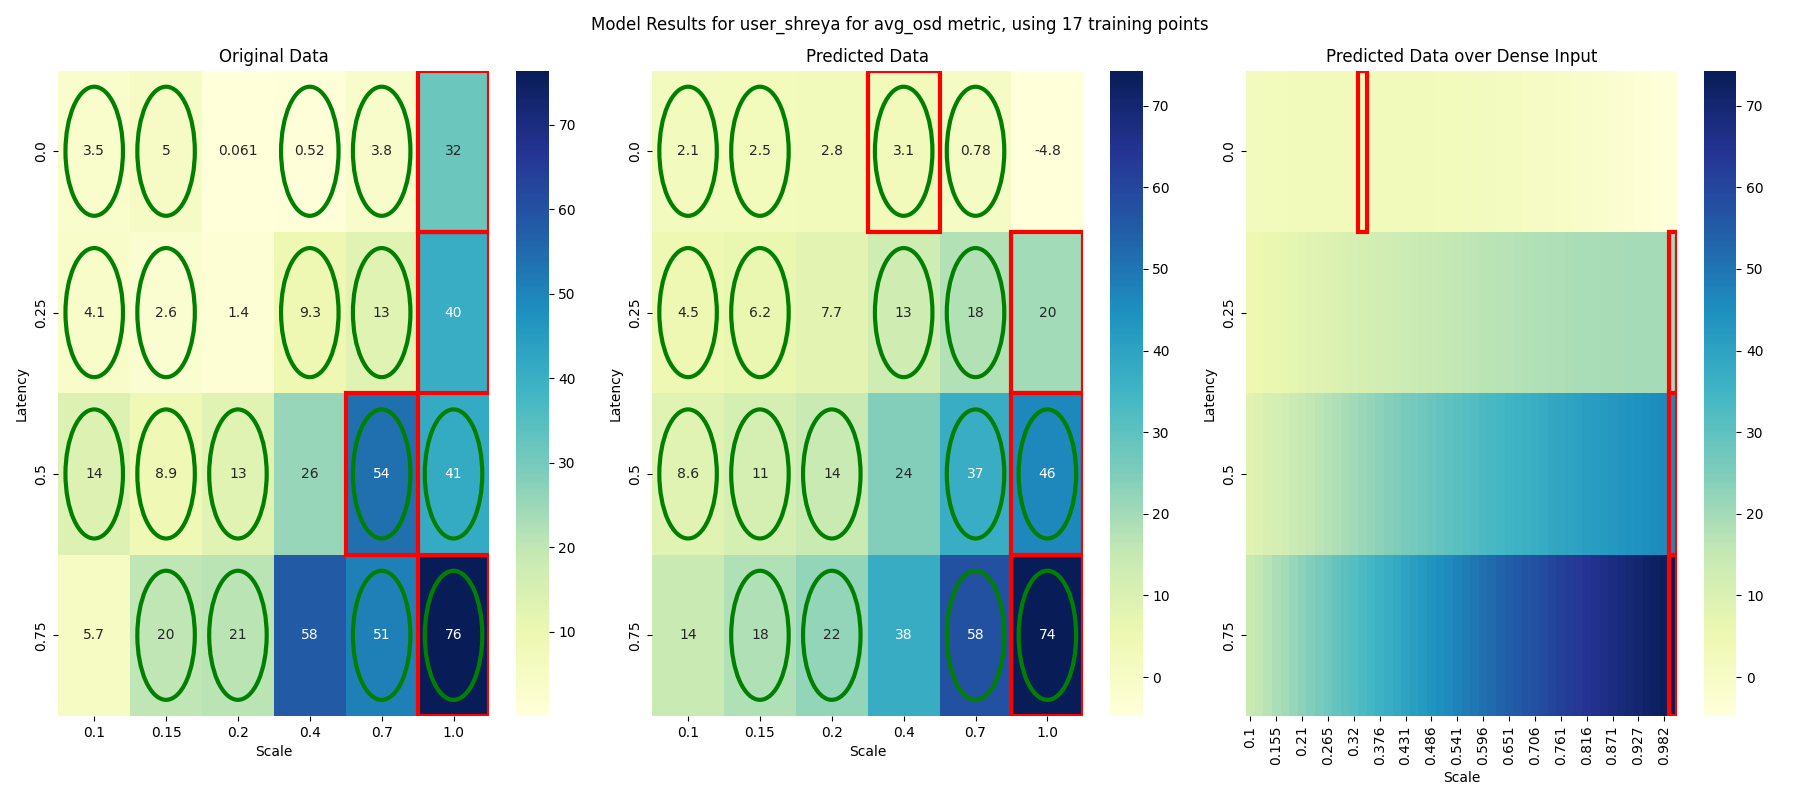 Model Results for user_shreya for avg_osd metric, using 17 training points
Original Data
Latency
0.0
0.25
0.5
0.75
3.5 5 0.061 0.52 3.8 32
4.1 2.6 1.4 9.3 13 40
14 8.9 13 26 54 41
5.7 20 21 58 51 76
0.1 0.15 0.2 0.4 0.7 1.0
Scale
70
60
50
40
30
20
10
Predicted Data
Latency
0.0
0.25
0.5
0.75
2.1 2.5 2.8 3.1 0.78 -4.8
4.5 6.2 7.7 13 18 20
8.6 11 14 24 37 46
14 18 22 38 58 74
0.1 0.15 0.2 0.4 0.7 1.0
Scale
70
60
50
40
30
20
10
0
Predicted Data over Dense Input
Latency
0.0
0.25
0.5
0.75
0.1 0.155 0.21 0.265 0.32 0.376 0.431 0.486 0.541 0.596 0.651 0.706 0.761 0.816 0.871 0.927 0.982
Scale
70
60
50
40
30
20
10
0